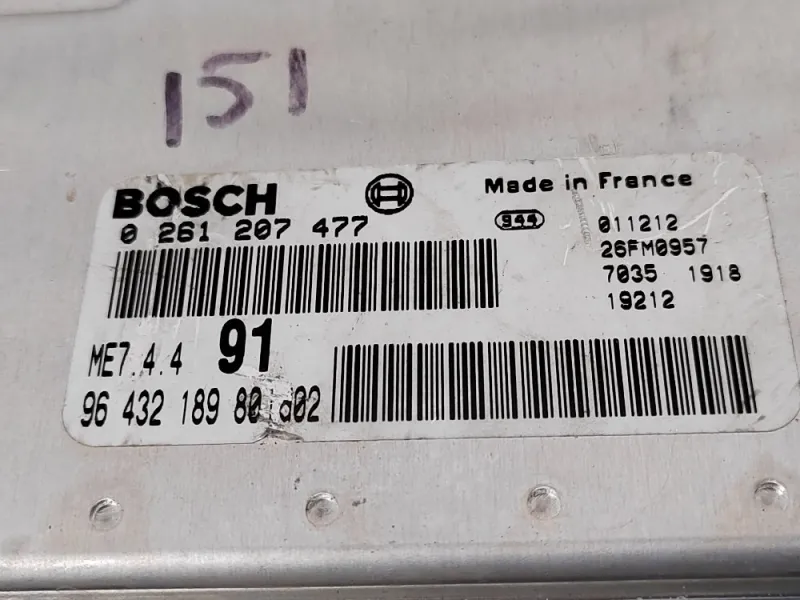 151
BOSCH
Made in France
0 261 207 477
944
011212
26FM0957
7035 1918
19212
ME7.4.4 91
96 432 189 80 a02